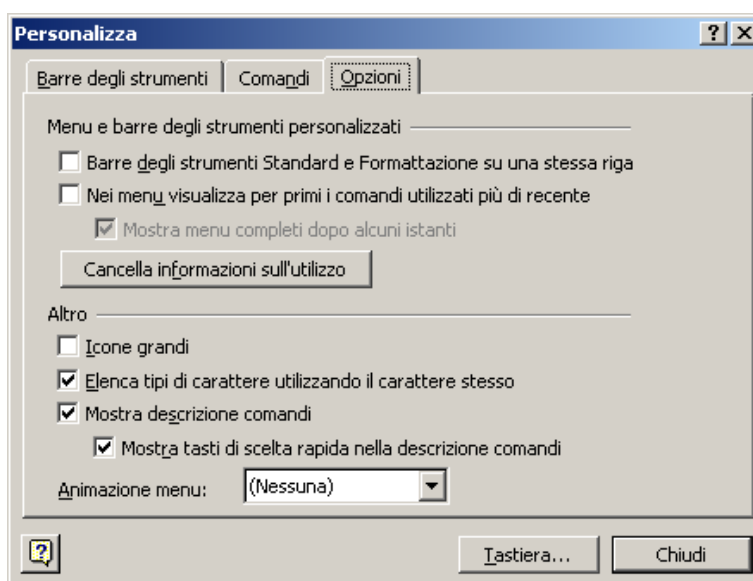 Personalizza
Barre degli strumenti Comandi Opzioni
Menu e barre degli strumenti personalizzati
Barre degli strumenti Standard e Formattazione su una stessa riga
Nei menu visualizza per primi i comandi utilizzati più di recente
Mostra menu completi dopo alcuni istanti
Cancella informazioni sull'utilizzo
Altro
Icone grandi
Elenca tipi di carattere utilizzando il carattere stesso
Mostra descrizione comandi
Mostra tasti di scelta rapida nella descrizione comandi
Animazione menu: (Nessuna)
Tastiera... Chiudi